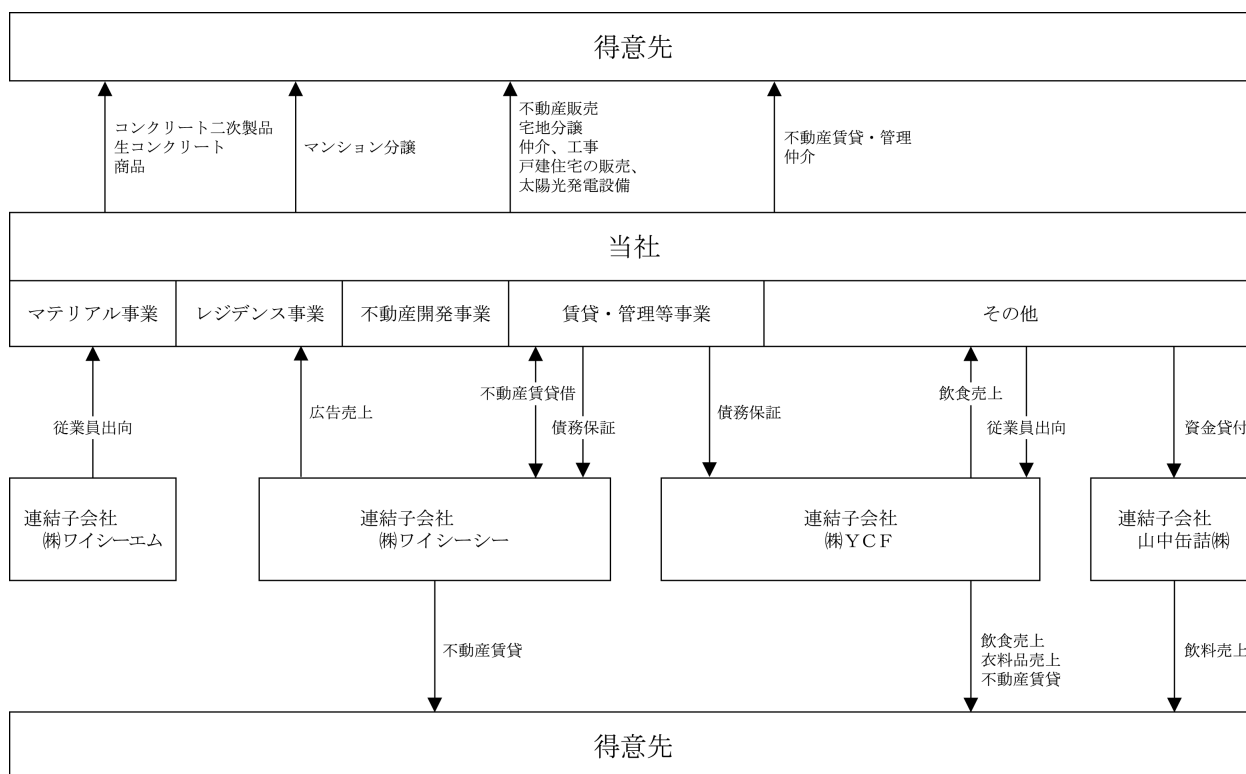 得意先
コンクリート二次製品
生コンクリート
商品
マンション分譲
不動産販売
宅地分譲
仲介、工事
戸建住宅の販売、
太陽光発電設備
不動産賃貸・管理
仲介
当社
マテリアル事業
レジデンス事業
不動産開発事業
賃貸・管理等事業
その他
従業員出向
広告売上
不動産賃貸借
債務保証
債務保証
飲食売上
従業員出向
資金貸付
連結子会社
㈱ワイシーエム
連結子会社
㈱ワイシーシー
連結子会社
㈱ＹＣＦ
連結子会社
山中缶詰㈱
不動産賃貸
飲食売上
衣料品売上
不動産賃貸
飲料売上
得意先